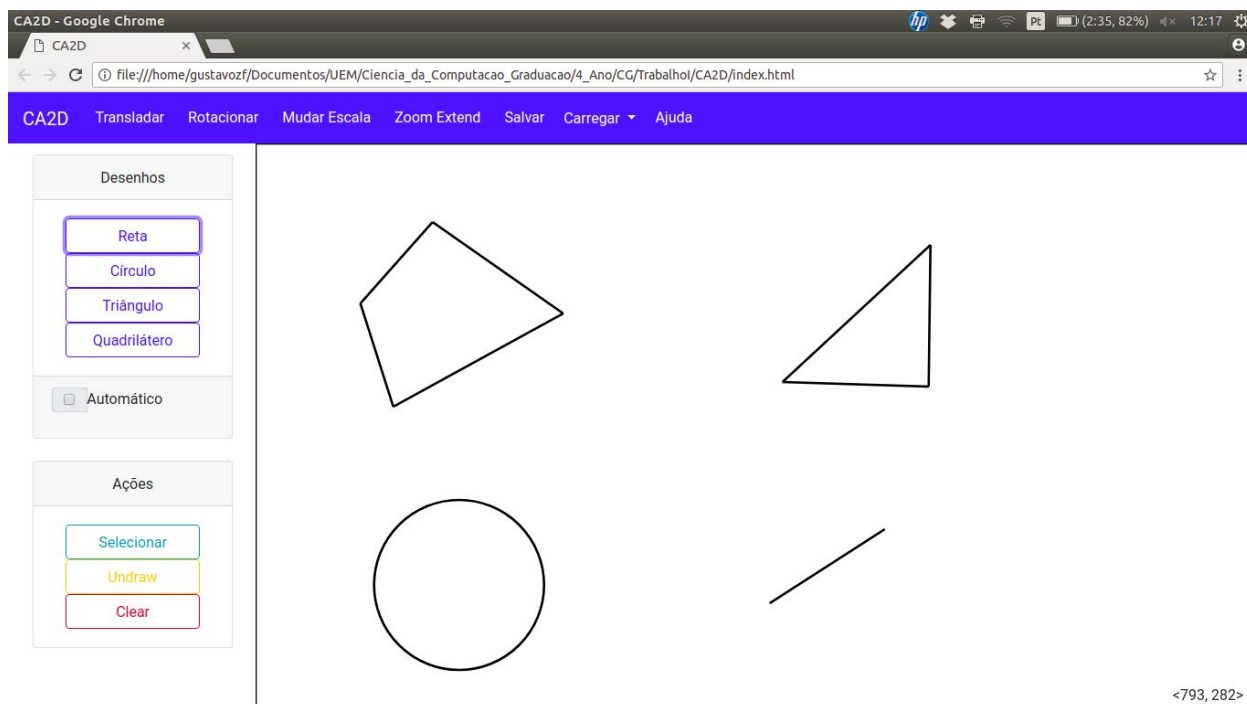 CA2D - Google Chrome
hp
Pt
(2:35, 82%)
12:17
CA2D
file:///home/gustavozf/Documentos/UEM/Ciencia_da_Computacao_Graduacao/4_Ano/CG/TrabalhoI/CA2D/index.html
CA2D Transladar Rotacionar Mudar Escala Zoom Extend Salvar Carregar Ajuda
Desenhos
Reta
Círculo
Triângulo
Quadrilátero
Automático
Ações
Selecionar
Undraw
Clear
<793, 282>